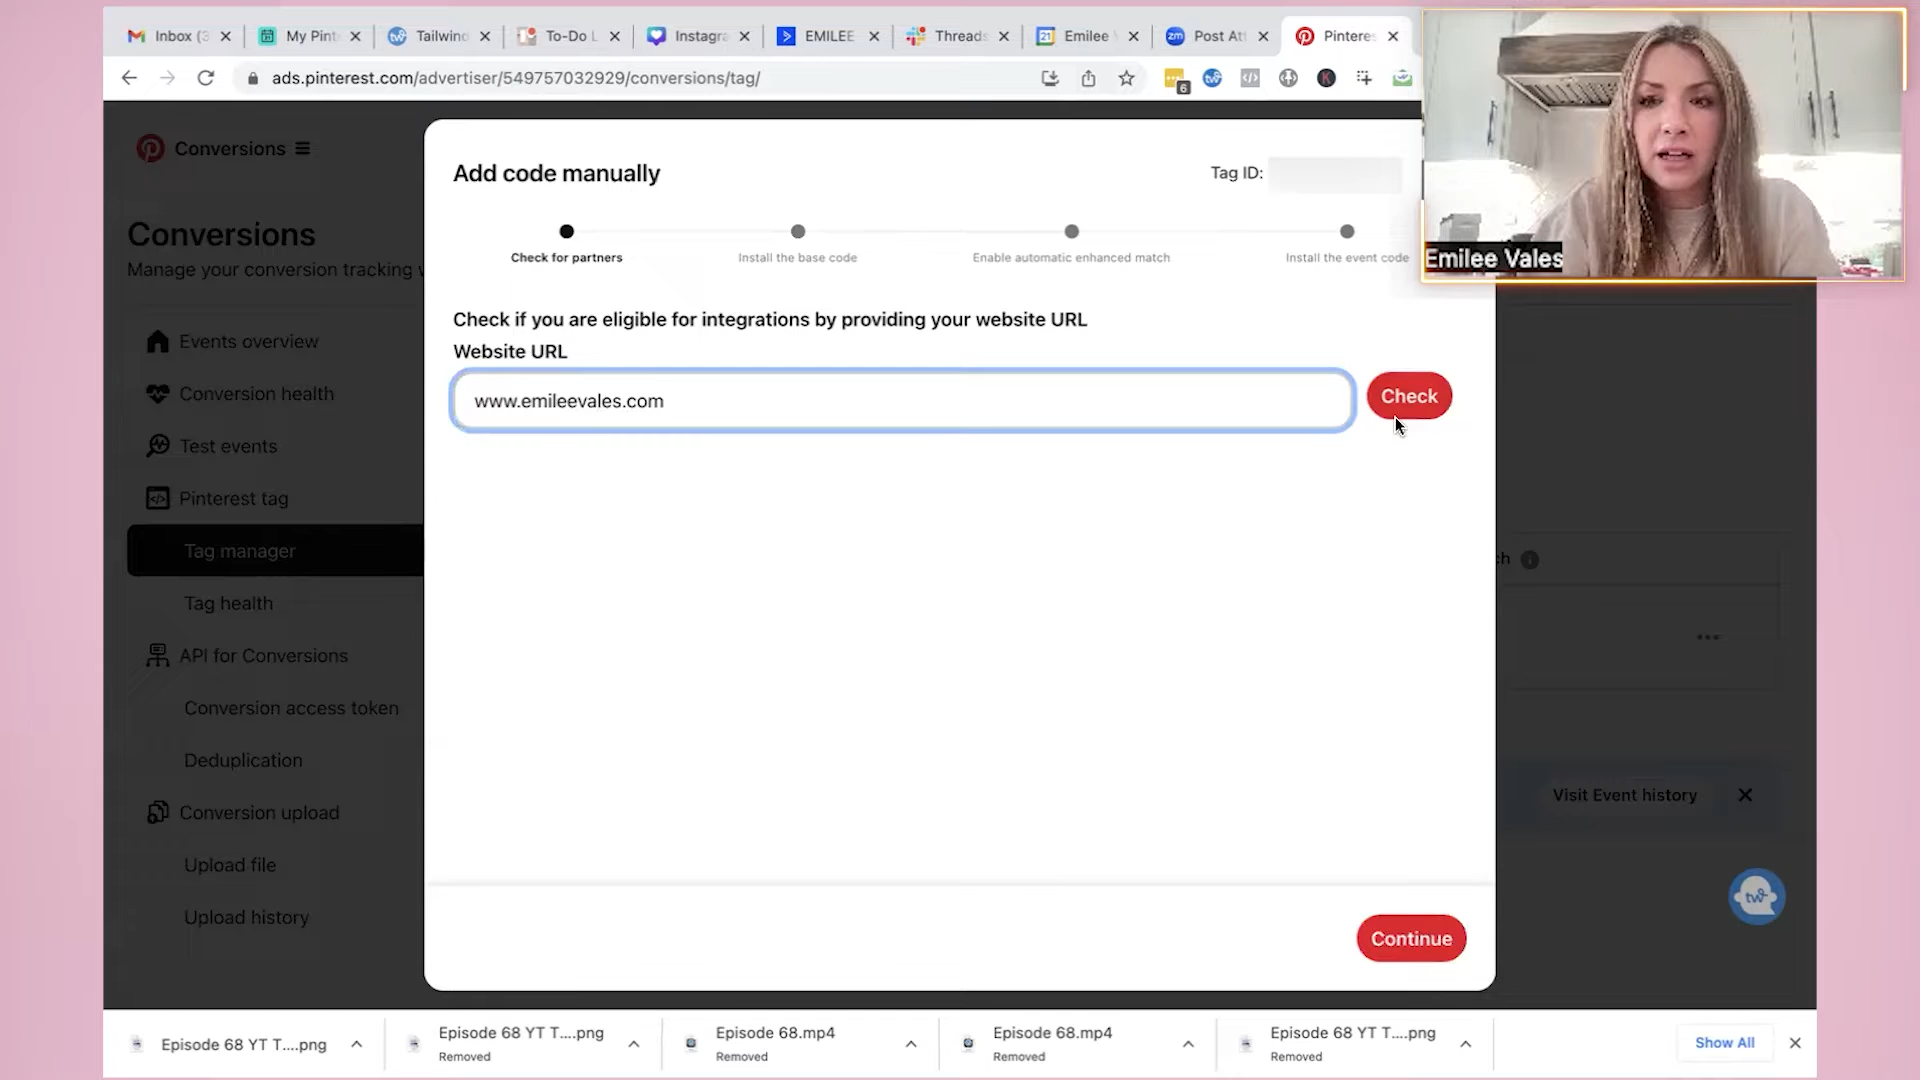 Inbox (3
My Pint
Tailwind
To-Do L
Instagra
EMILEE
Threads
21
Emilee
zm
Post Att
Pinteres
ads.pinterest.com/advertiser/549757032929/conversions/tag/
6
K
Emilee Vales
Conversions
Conversions
Manage your conversion tracking
Events overview
Conversion health
Test events
Pinterest tag
Tag manager
Tag health
API for Conversions
Conversion access token
Deduplication
Conversion upload
Upload file
Upload history
Add code manually
Tag ID:
Check for partners
Install the base code
Enable automatic enhanced match
Install the event code
Check if you are eligible for integrations by providing your website URL
Website URL
www.emileevales.com
Check
Continue
Visit Event history
tw
Episode 68 YT T....png
Episode 68 YT T....png
Removed
Episode 68.mp4
Removed
Episode 68.mp4
Removed
Episode 68 YT T....png
Removed
Show All